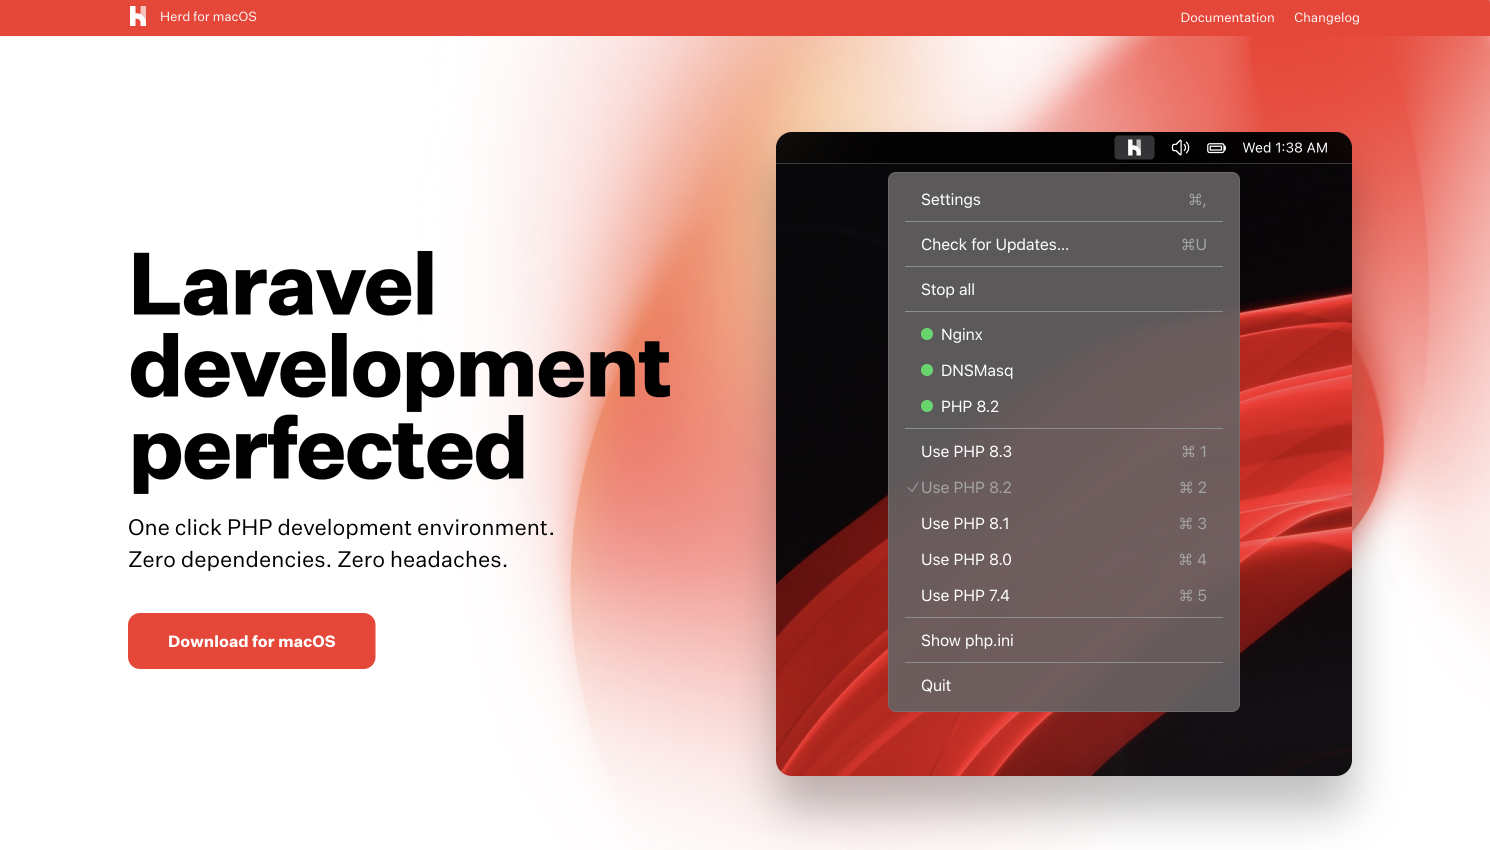 Herd for macOS
Documentation
Changelog
Laravel
development
perfected
One click PHP development environment.
Zero dependencies. Zero headaches.
Download for macOS
Wed 1:38 AM
Settings ⌘,
Check for Updates... ⌘U
Stop all
Nginx
DNSMasq
PHP 8.2
Use PHP 8.3 ⌘ 1
✓ Use PHP 8.2 ⌘ 2
Use PHP 8.1 ⌘ 3
Use PHP 8.0 ⌘ 4
Use PHP 7.4 ⌘ 5
Show php.ini
Quit